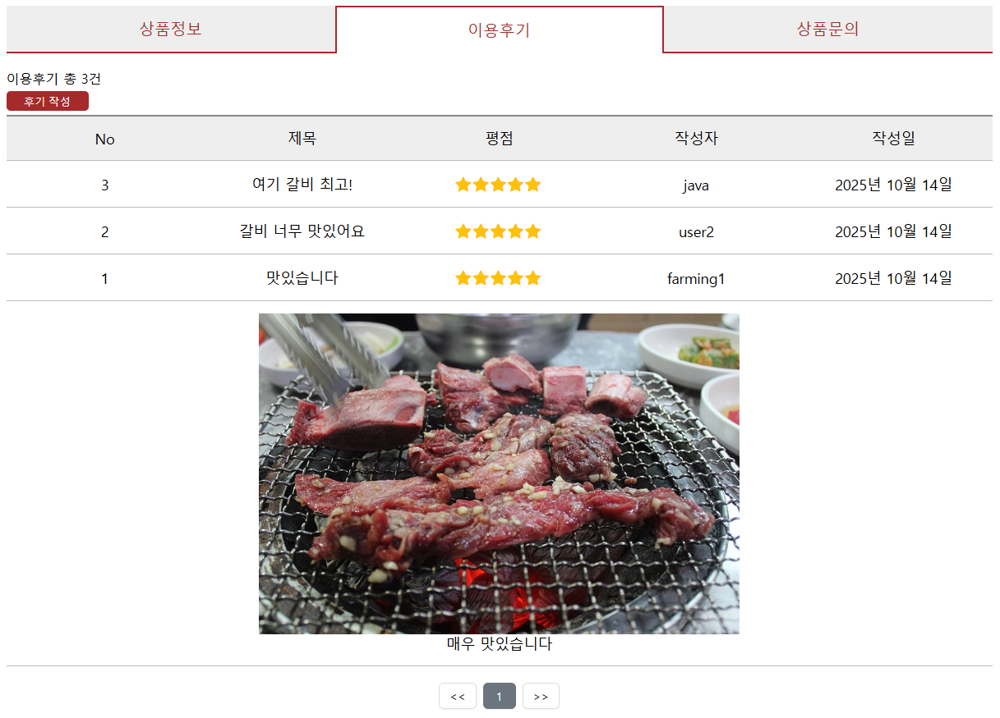 상품정보 이용후기 상품문의
이용후기 총 3건
후기 작성
No 제목 평점 작성자 작성일
3 여기 갈비 최고! ★★★★★ java 2025년 10월 14일
2 갈비 너무 맛있어요 ★★★★★ user2 2025년 10월 14일
1 맛있습니다 ★★★★★ farming1 2025년 10월 14일
매우 맛있습니다
<< 1 >>